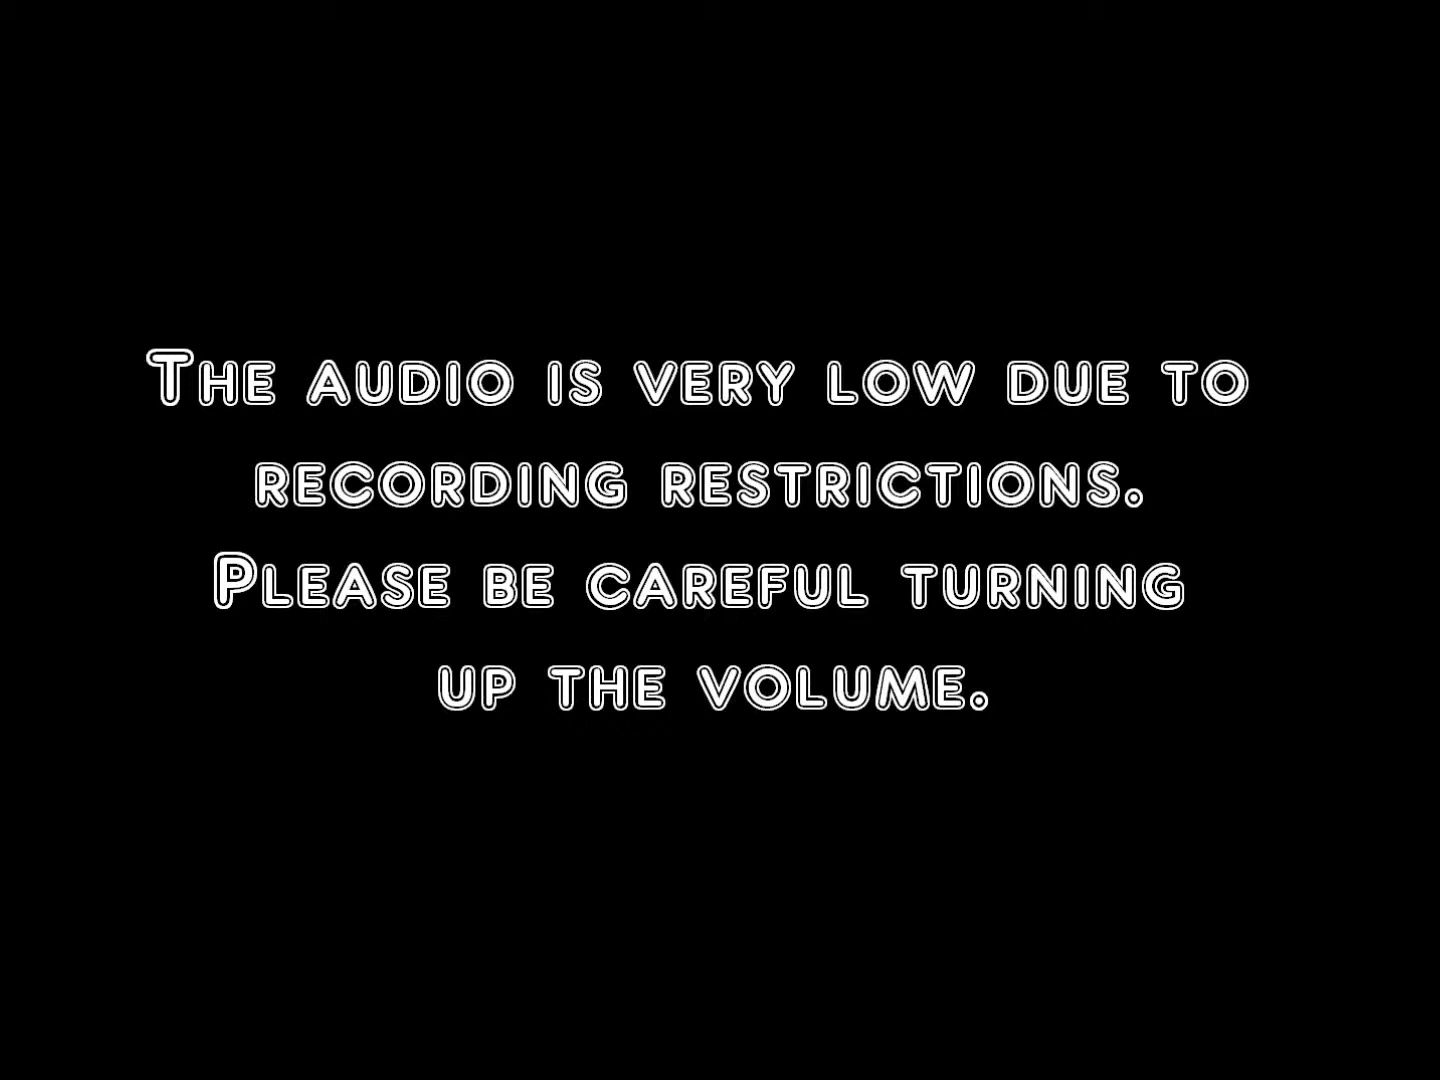 The audio is very low due to
recording restrictions.
Please be careful turning
up the volume.